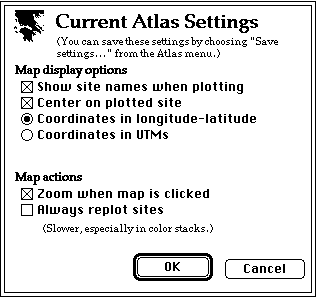 Current Atlas Settings
(You can save these settings by choosing "Save
settings..." from the Atlas menu.)
Map display options
Show site names when plotting
Center on plotted site
Coordinates in longitude-latitude
Coordinates in UTMs
Map actions
Zoom when map is clicked
Always replot sites
(Slower, especially in color stacks.)
OK
Cancel